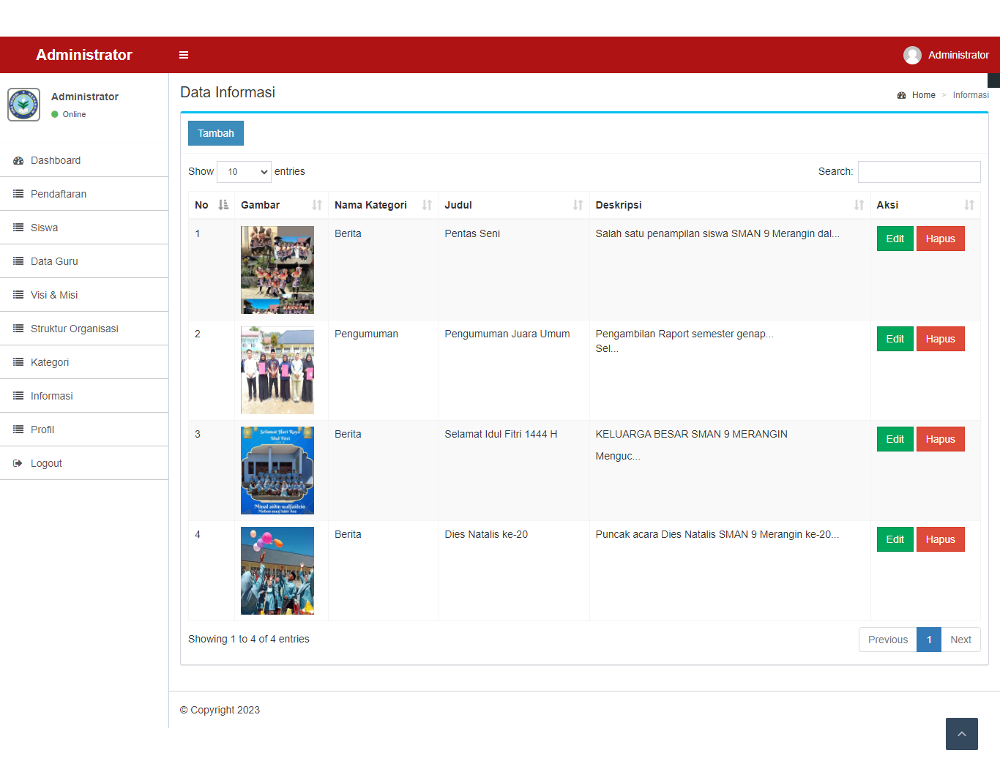 Administrator
Administrator
Administrator
Online
Data Informasi
Home > Informasi
Tambah
Dashboard
Pendaftaran
Siswa
Data Guru
Visi & Misi
Struktur Organisasi
Kategori
Informasi
Profil
Logout
Show 10 entries
Search:
No Gambar Nama Kategori Judul Deskripsi Aksi
1 Berita Pentas Seni Salah satu penampilan siswa SMAN 9 Merangin dal... Edit Hapus
2 Pengumuman Pengumuman Juara Umum Pengambilan Raport semester genap... Edit Hapus
Sel...
3 Berita Selamat Idul Fitri 1444 H KELUARGA BESAR SMAN 9 MERANGIN Edit Hapus
Menguc...
Selamat Hari Raya
Idul Fitri
Minal aidin walfaidzin
Mohon maaf lahir dan
4 Berita Dies Natalis ke-20 Puncak acara Dies Natalis SMAN 9 Merangin ke-20... Edit Hapus
Showing 1 to 4 of 4 entries
Previous 1 Next
© Copyright 2023